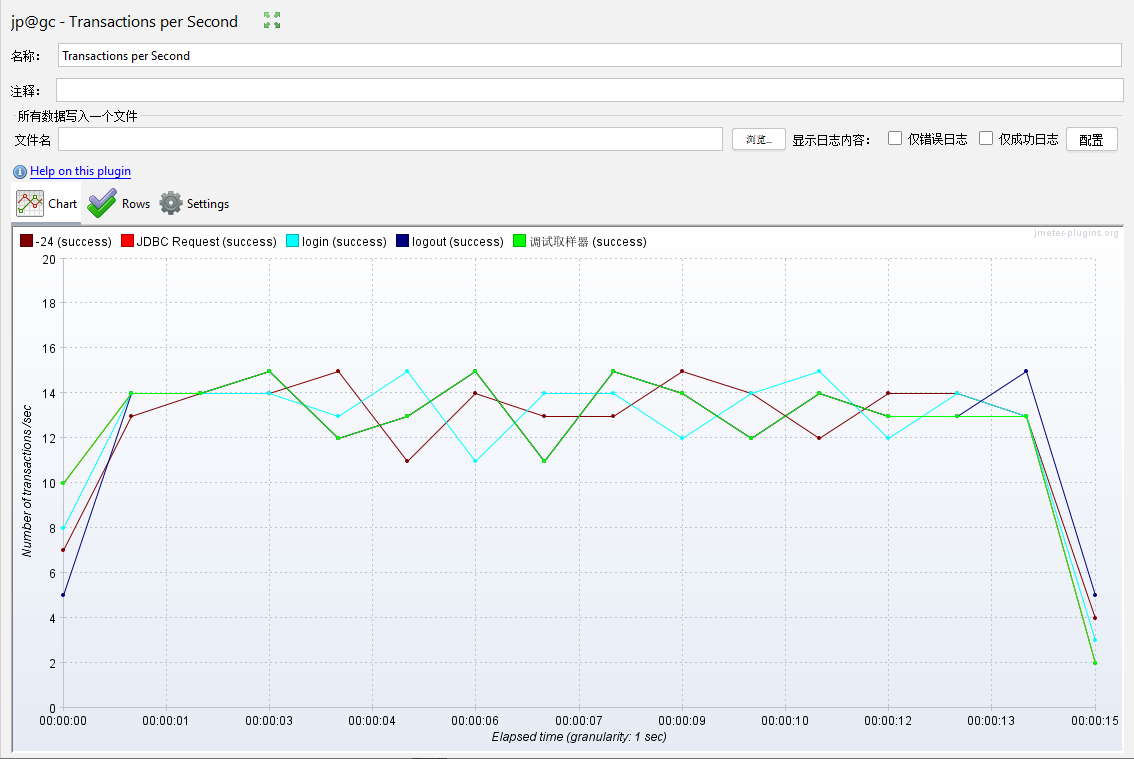 jp@gc - Transactions per Second
名称： Transactions per Second
注释：
所有数据写入一个文件
文件名 浏览... 显示日志内容： 仅错误日志 仅成功日志 配置
Help on this plugin
Chart Rows Settings
-24 (success) JDBC Request (success) login (success) logout (success) 调试取样器 (success)
jmeter-plugins.org
20
18
16
14
12
10
8
6
4
2
0
Number of transactions /sec
00:00:00 00:00:01 00:00:03 00:00:04 00:00:06 00:00:07 00:00:09 00:00:10 00:00:12 00:00:13 00:00:15
Elapsed time (granularity: 1 sec)